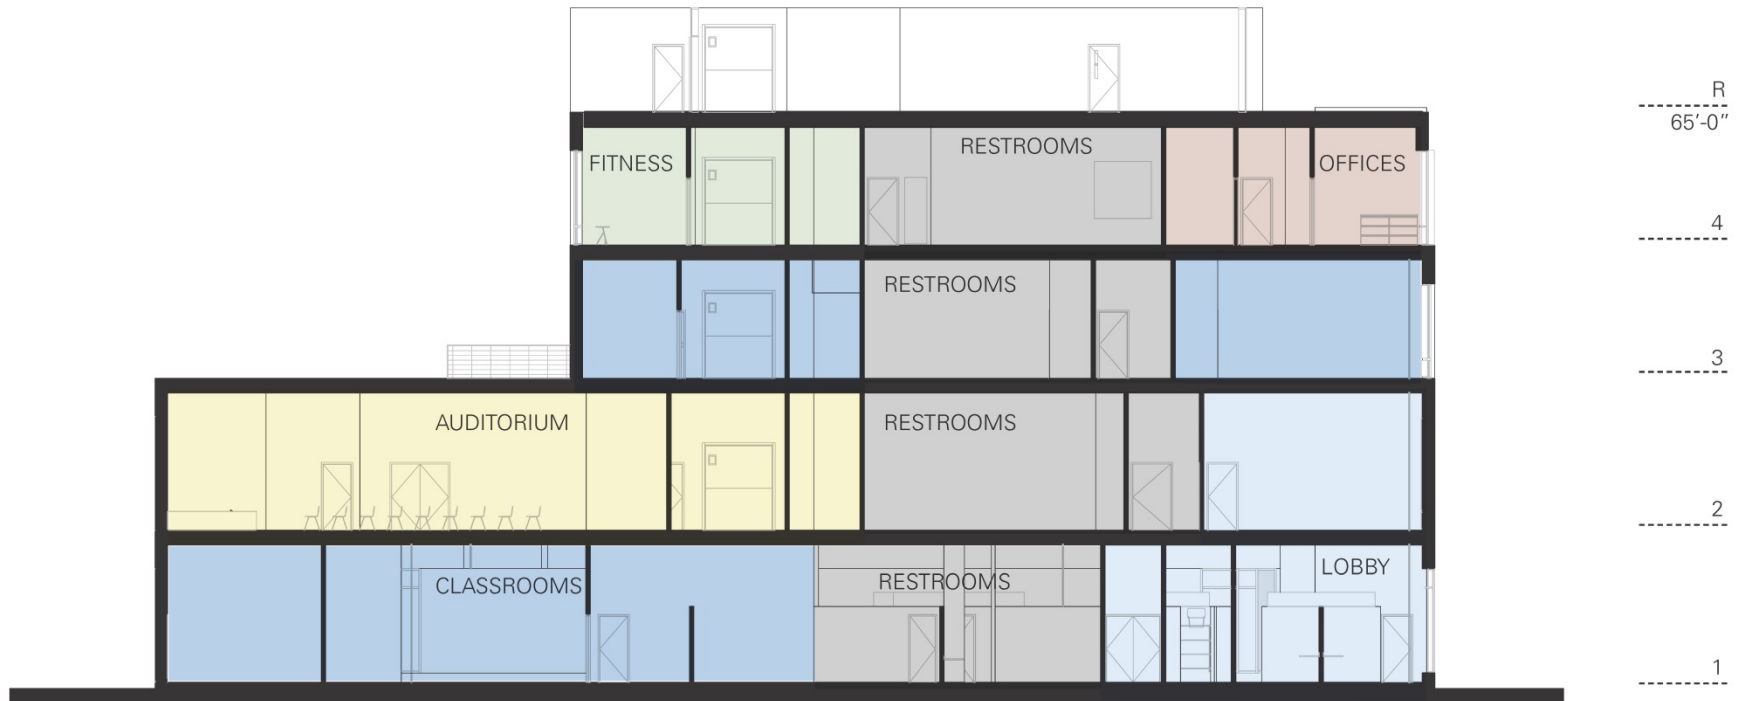 R
65'-0"
FITNESS
RESTROOMS
OFFICES
4
RESTROOMS
3
AUDITORIUM
RESTROOMS
2
CLASSROOMS
RESTROOMS
LOBBY
1